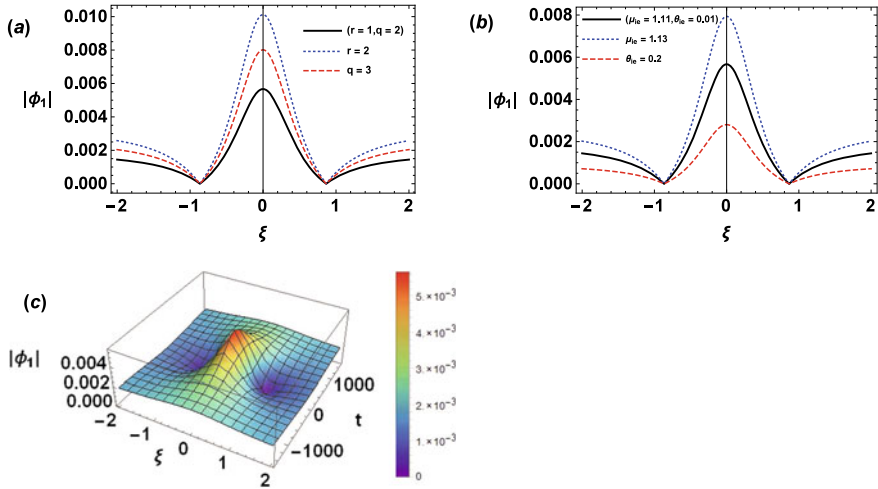 (a)
(r = 1,q = 2)
r = 2
q = 3
|ϕ₁|
0.010
0.008
0.006
0.004
0.002
0.000
−2 −1 0 1 2
ξ
(b)
(μᵢₑ = 1.11,θᵢₑ = 0.01)
μᵢₑ = 1.13
θᵢₑ = 0.2
|ϕ₁|
0.008
0.006
0.004
0.002
0.000
−2 −1 0 1 2
ξ
(c)
|ϕ₁|
0.004
0.002
0.000
−2 −1 0 1 2
ξ
1000
0
−1000
t
5.×10⁻³
4.×10⁻³
3.×10⁻³
2.×10⁻³
1.×10⁻³
0